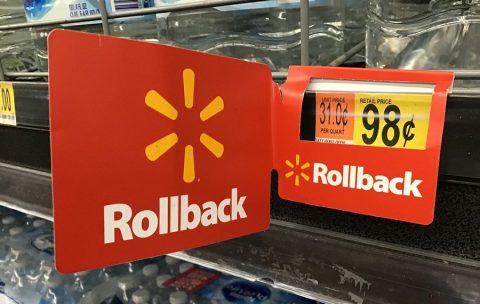 Rollback
UNIT PRICE
31.0¢
PER QUART
RETAIL PRICE
98¢
Rollback